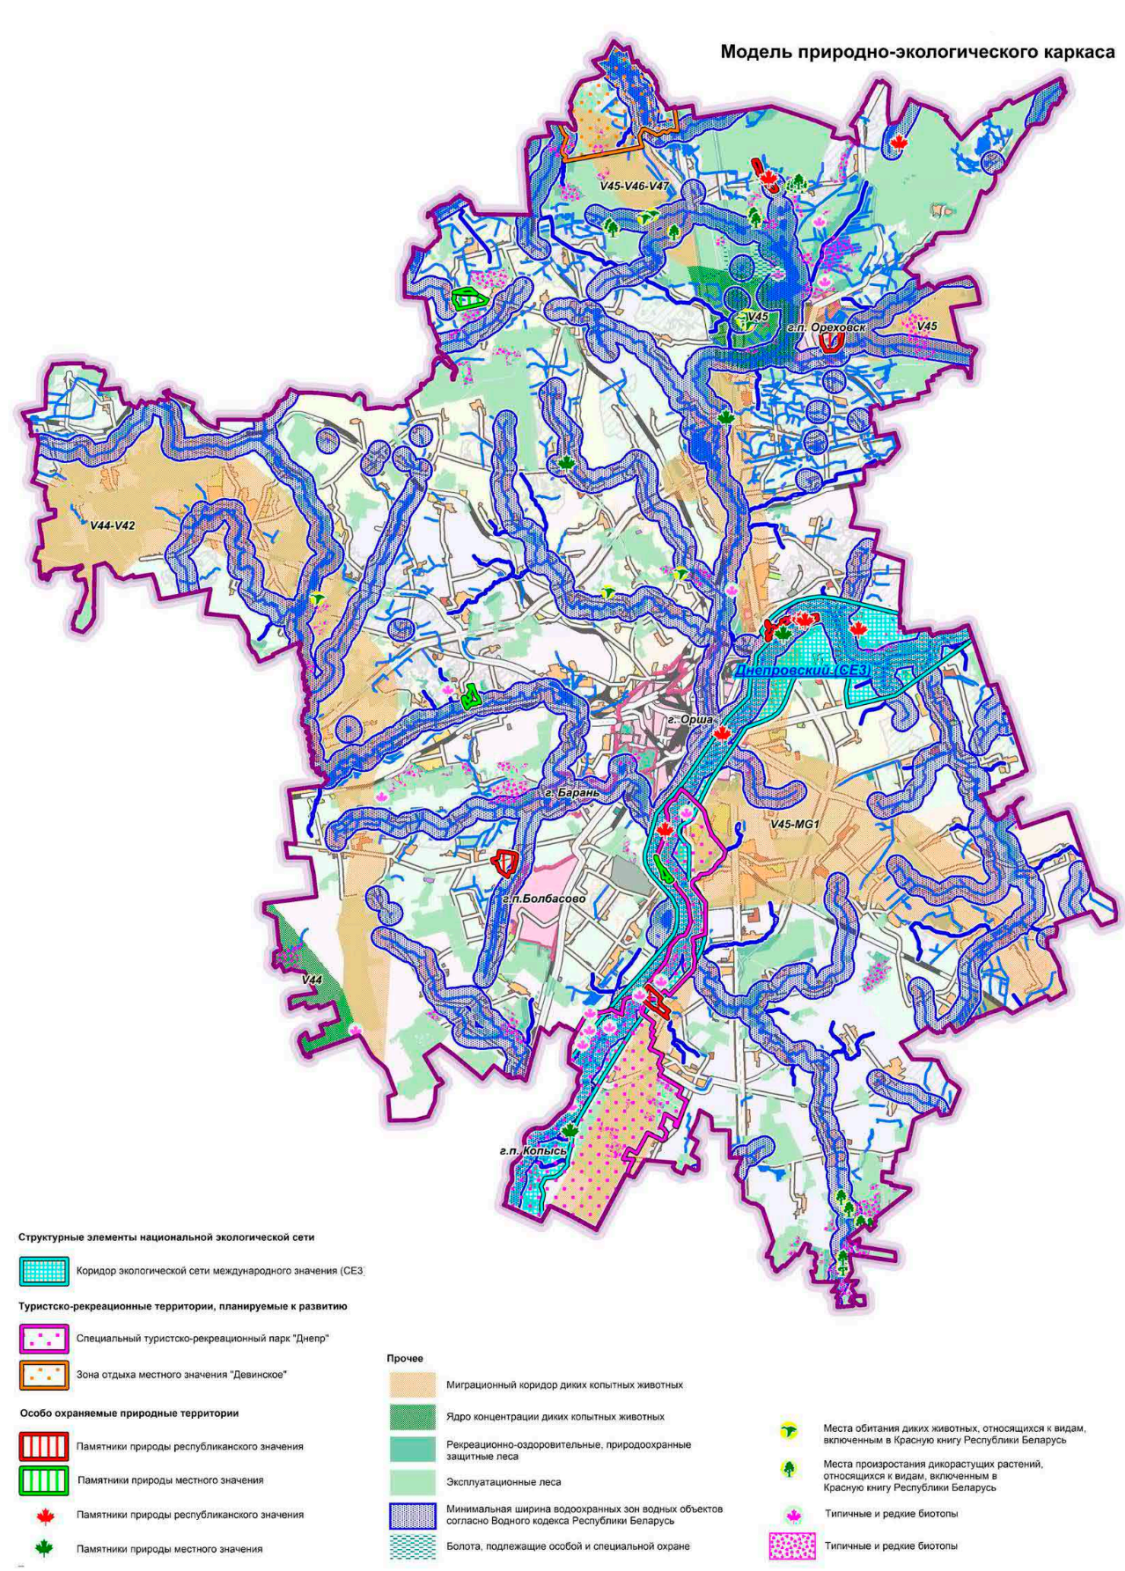 Модель природно-экологического каркаса
V45-V46-V47
V45
г.п. Ореховск
V45
V44-V42
Днепровский (CE3)
г. Орша
г. Барань
V45-MG1
г.п.Болбасово
V44
г.п. Копысь
Структурные элементы национальной экологической сети
Коридор экологической сети международного значения (CE3
Туристско-рекреационные территории, планируемые к развитию
Специальный туристско-рекреационный парк "Днепр"
Зона отдыха местного значения "Девинское"
Особо охраняемые природные территории
Памятники природы республиканского значения
Памятники природы местного значения
Памятники природы республиканского значения
Памятники природы местного значения
Прочее
Миграционный коридор диких копытных животных
Ядро концентрации диких копытных животных
Рекреационно-оздоровительные, природоохранные
защитные леса
Эксплуатационные леса
Минимальная ширина водоохранных зон водных объектов
согласно Водного кодекса Республики Беларусь
Болота, подлежащие особой и специальной охране
Места обитания диких животных, относящихся к видам,
включенным в Красную книгу Республики Беларусь
Места произрастания дикорастущих растений,
относящихся к видам, включенным в
Красную книгу Республики Беларусь
Типичные и редкие биотопы
Типичные и редкие биотопы